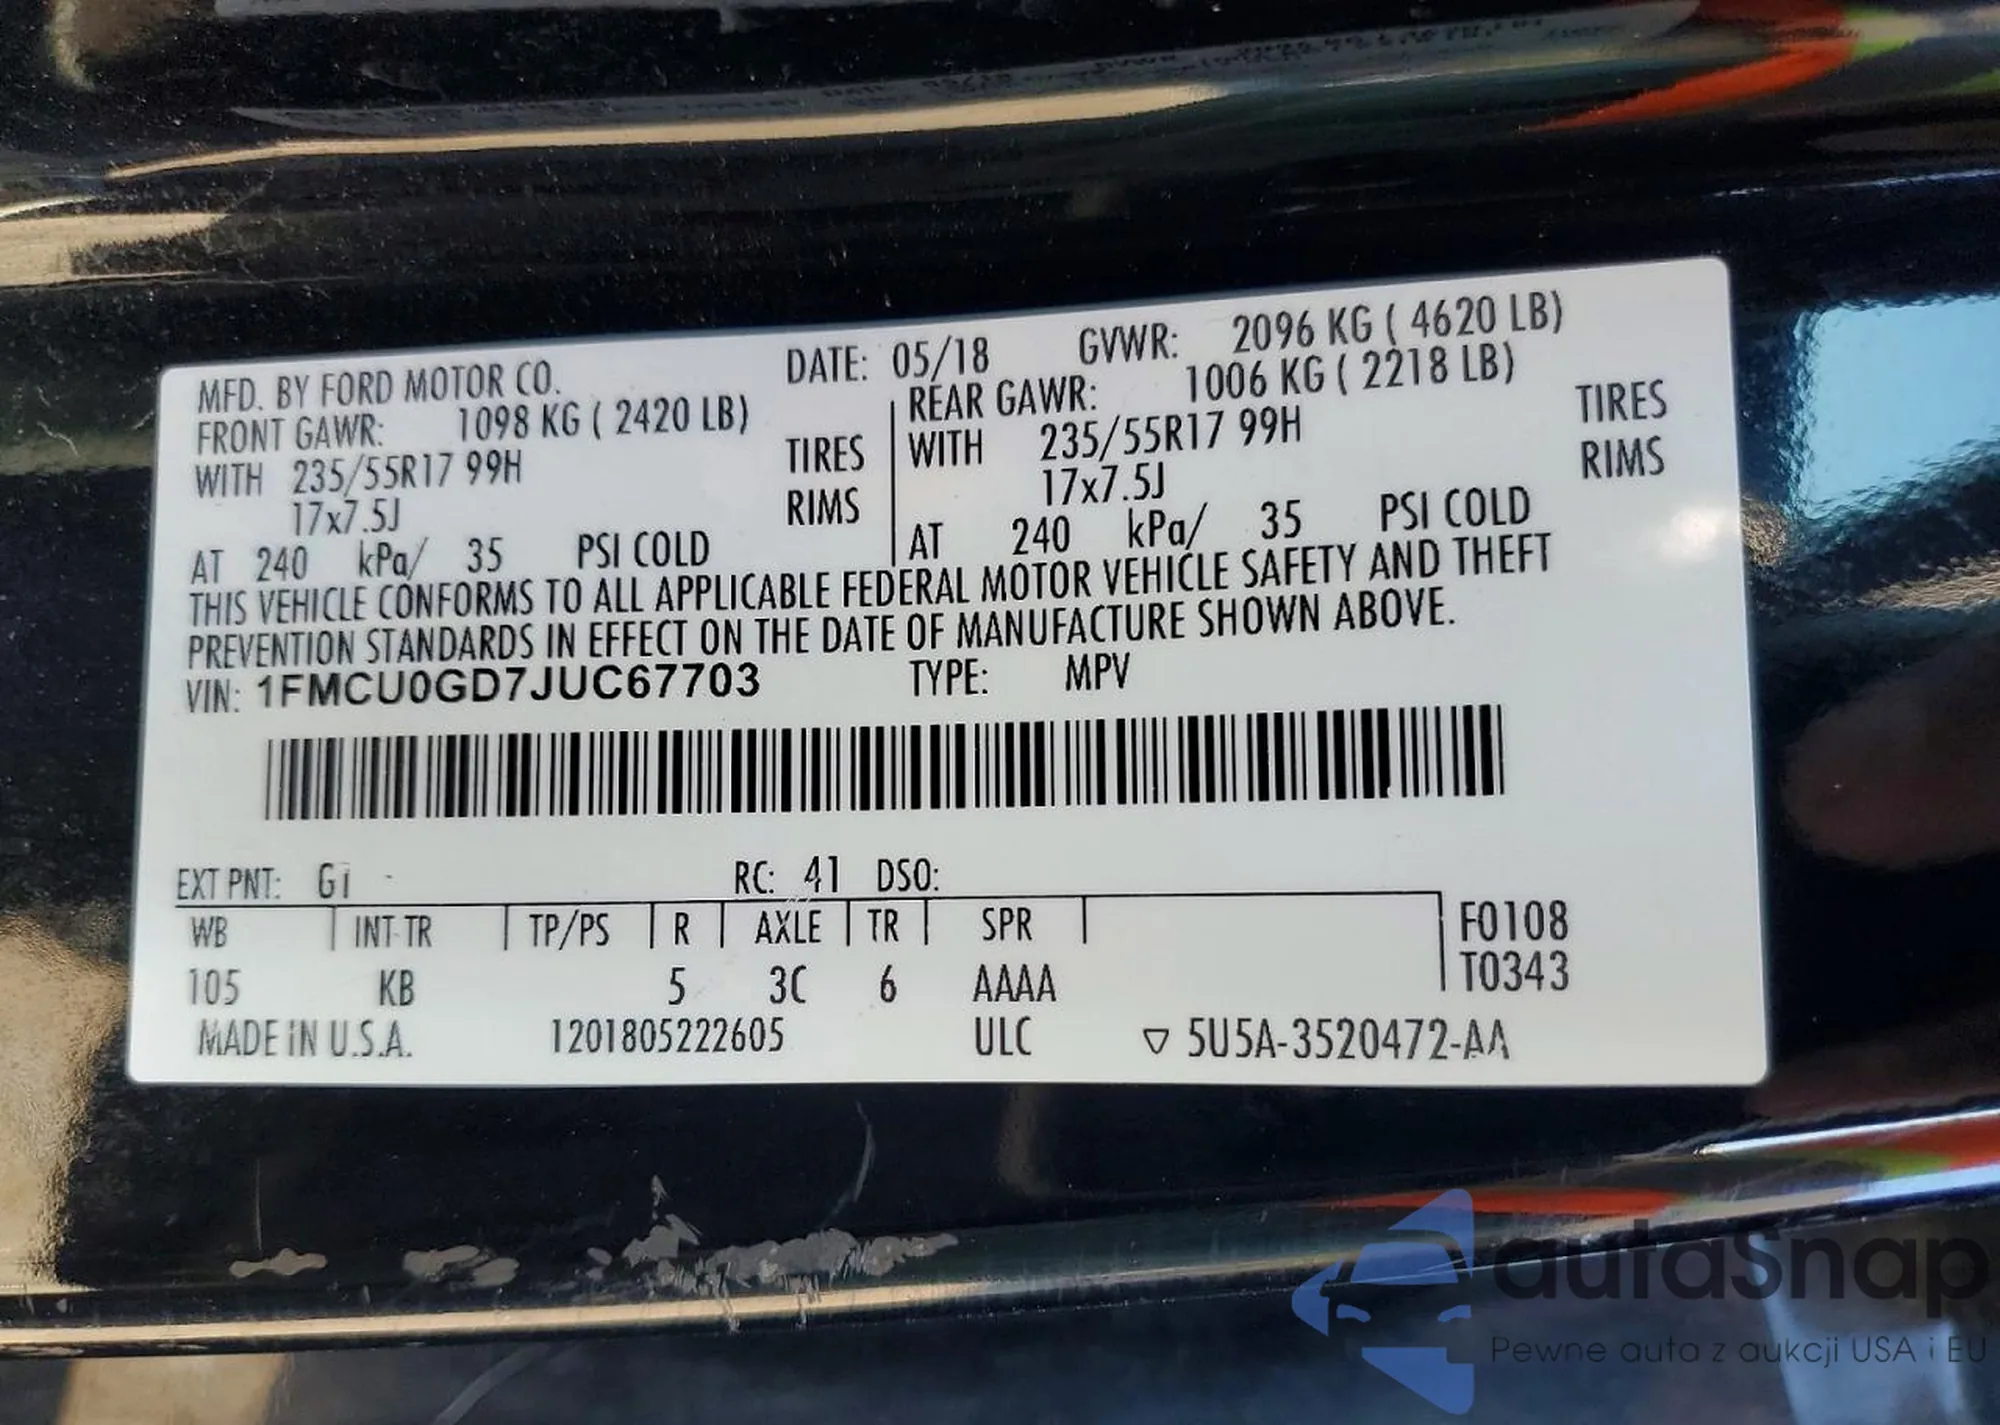 MFD. BY FORD MOTOR CO. DATE: 05/18 GVWR: 2096 KG ( 4620 LB)
FRONT GAWR: 1098 KG ( 2420 LB) REAR GAWR: 1006 KG ( 2218 LB)
WITH 235/55R17 99H TIRES WITH 235/55R17 99H TIRES
17x7.5J RIMS 17x7.5J RIMS
AT 240 kPa/ 35 PSI COLD AT 240 kPa/ 35 PSI COLD
THIS VEHICLE CONFORMS TO ALL APPLICABLE FEDERAL MOTOR VEHICLE SAFETY AND THEFT
PREVENTION STANDARDS IN EFFECT ON THE DATE OF MANUFACTURE SHOWN ABOVE.
VIN: 1FMCU0GD7JUC67703 TYPE: MPV
EXT PNT: RC: 41 DSO:
WB INT TR TP/PS R AXLE TR SPR F0108
105 KB 5 3C 6 AAAA T0343
MADE IN U.S.A. 1201805222605 ULC ▽ 5U5A-3520472-AA
autasnap
Pewne auta z aukcji USA i EU